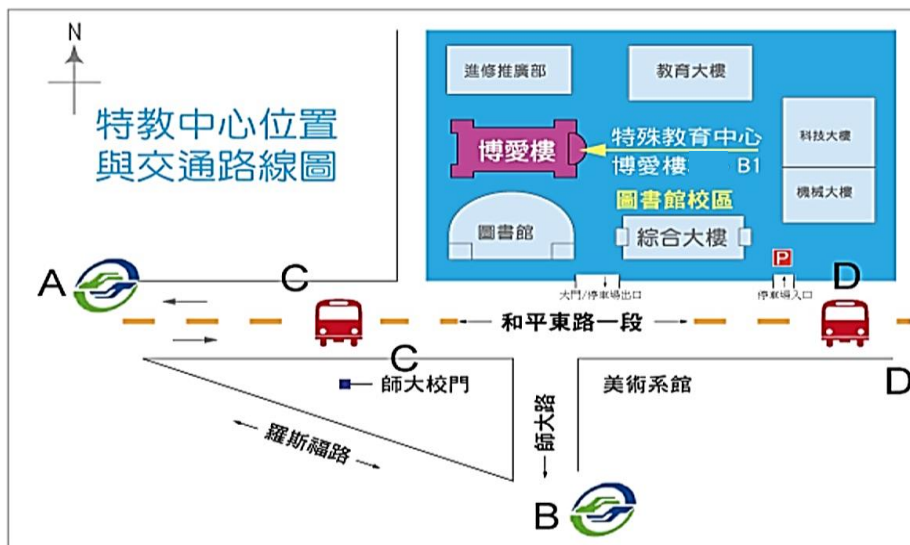 N
特教中心位置
與交通路線圖
進修推廣部
教育大樓
博愛樓
特殊教育中心
博愛樓 B1
科技大樓
機械大樓
圖書館校區
圖書館
綜合大樓
P
大門/停車場出口
停車場入口
A
C
D
和平東路一段
C
師大校門
美術系館
D
師大路
羅斯福路
B